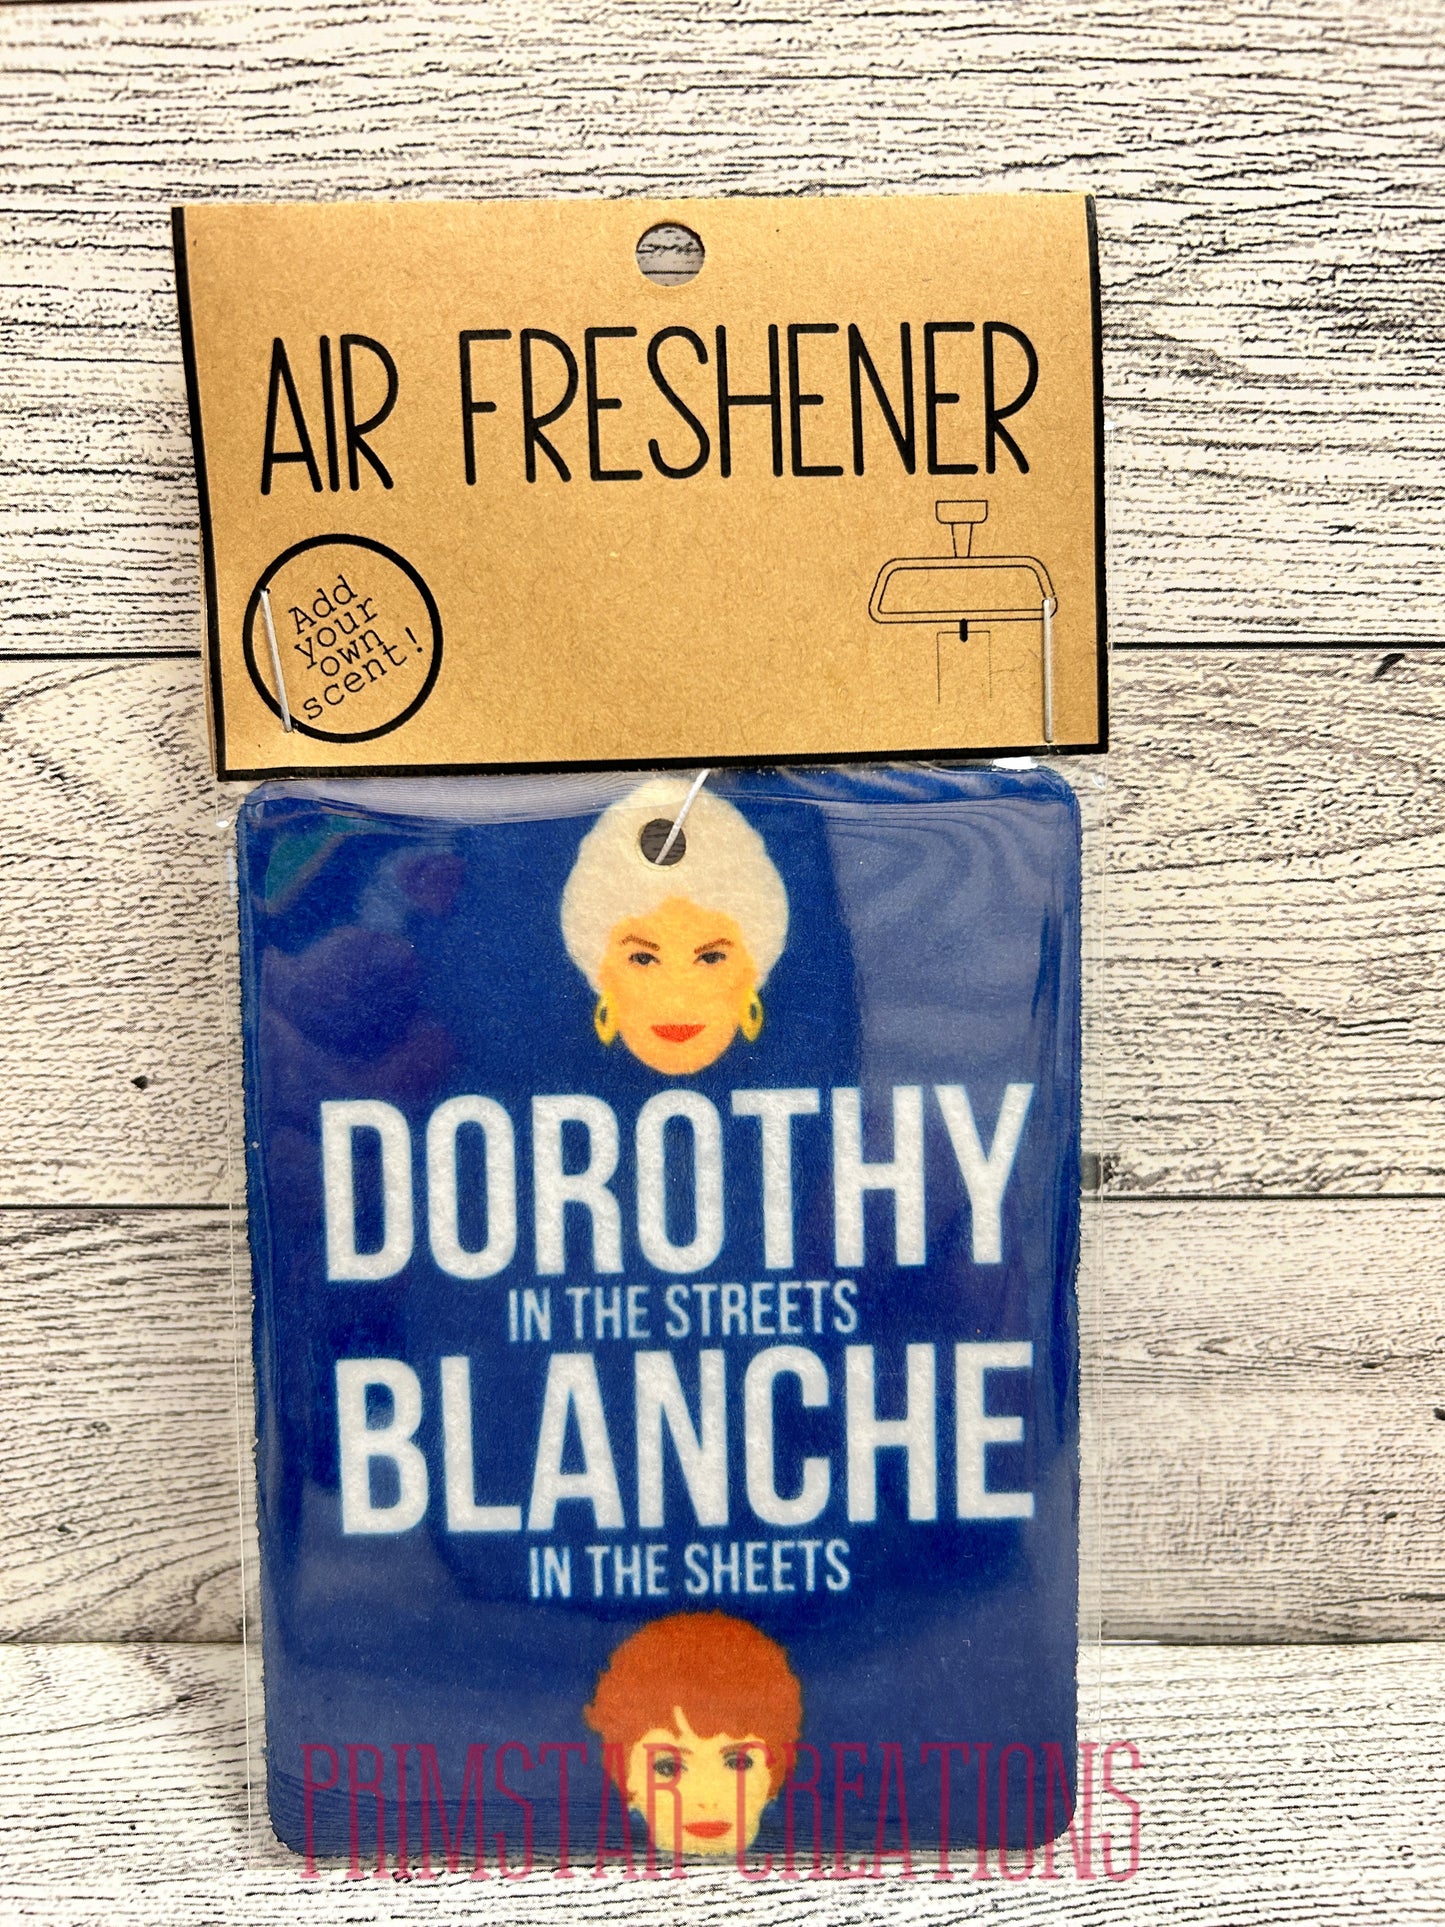 AIR FRESHENER
Add
your
own
scent!
DOROTHY
IN THE STREETS
BLANCHE
IN THE SHEETS
PRIMSTAR CREATIONS